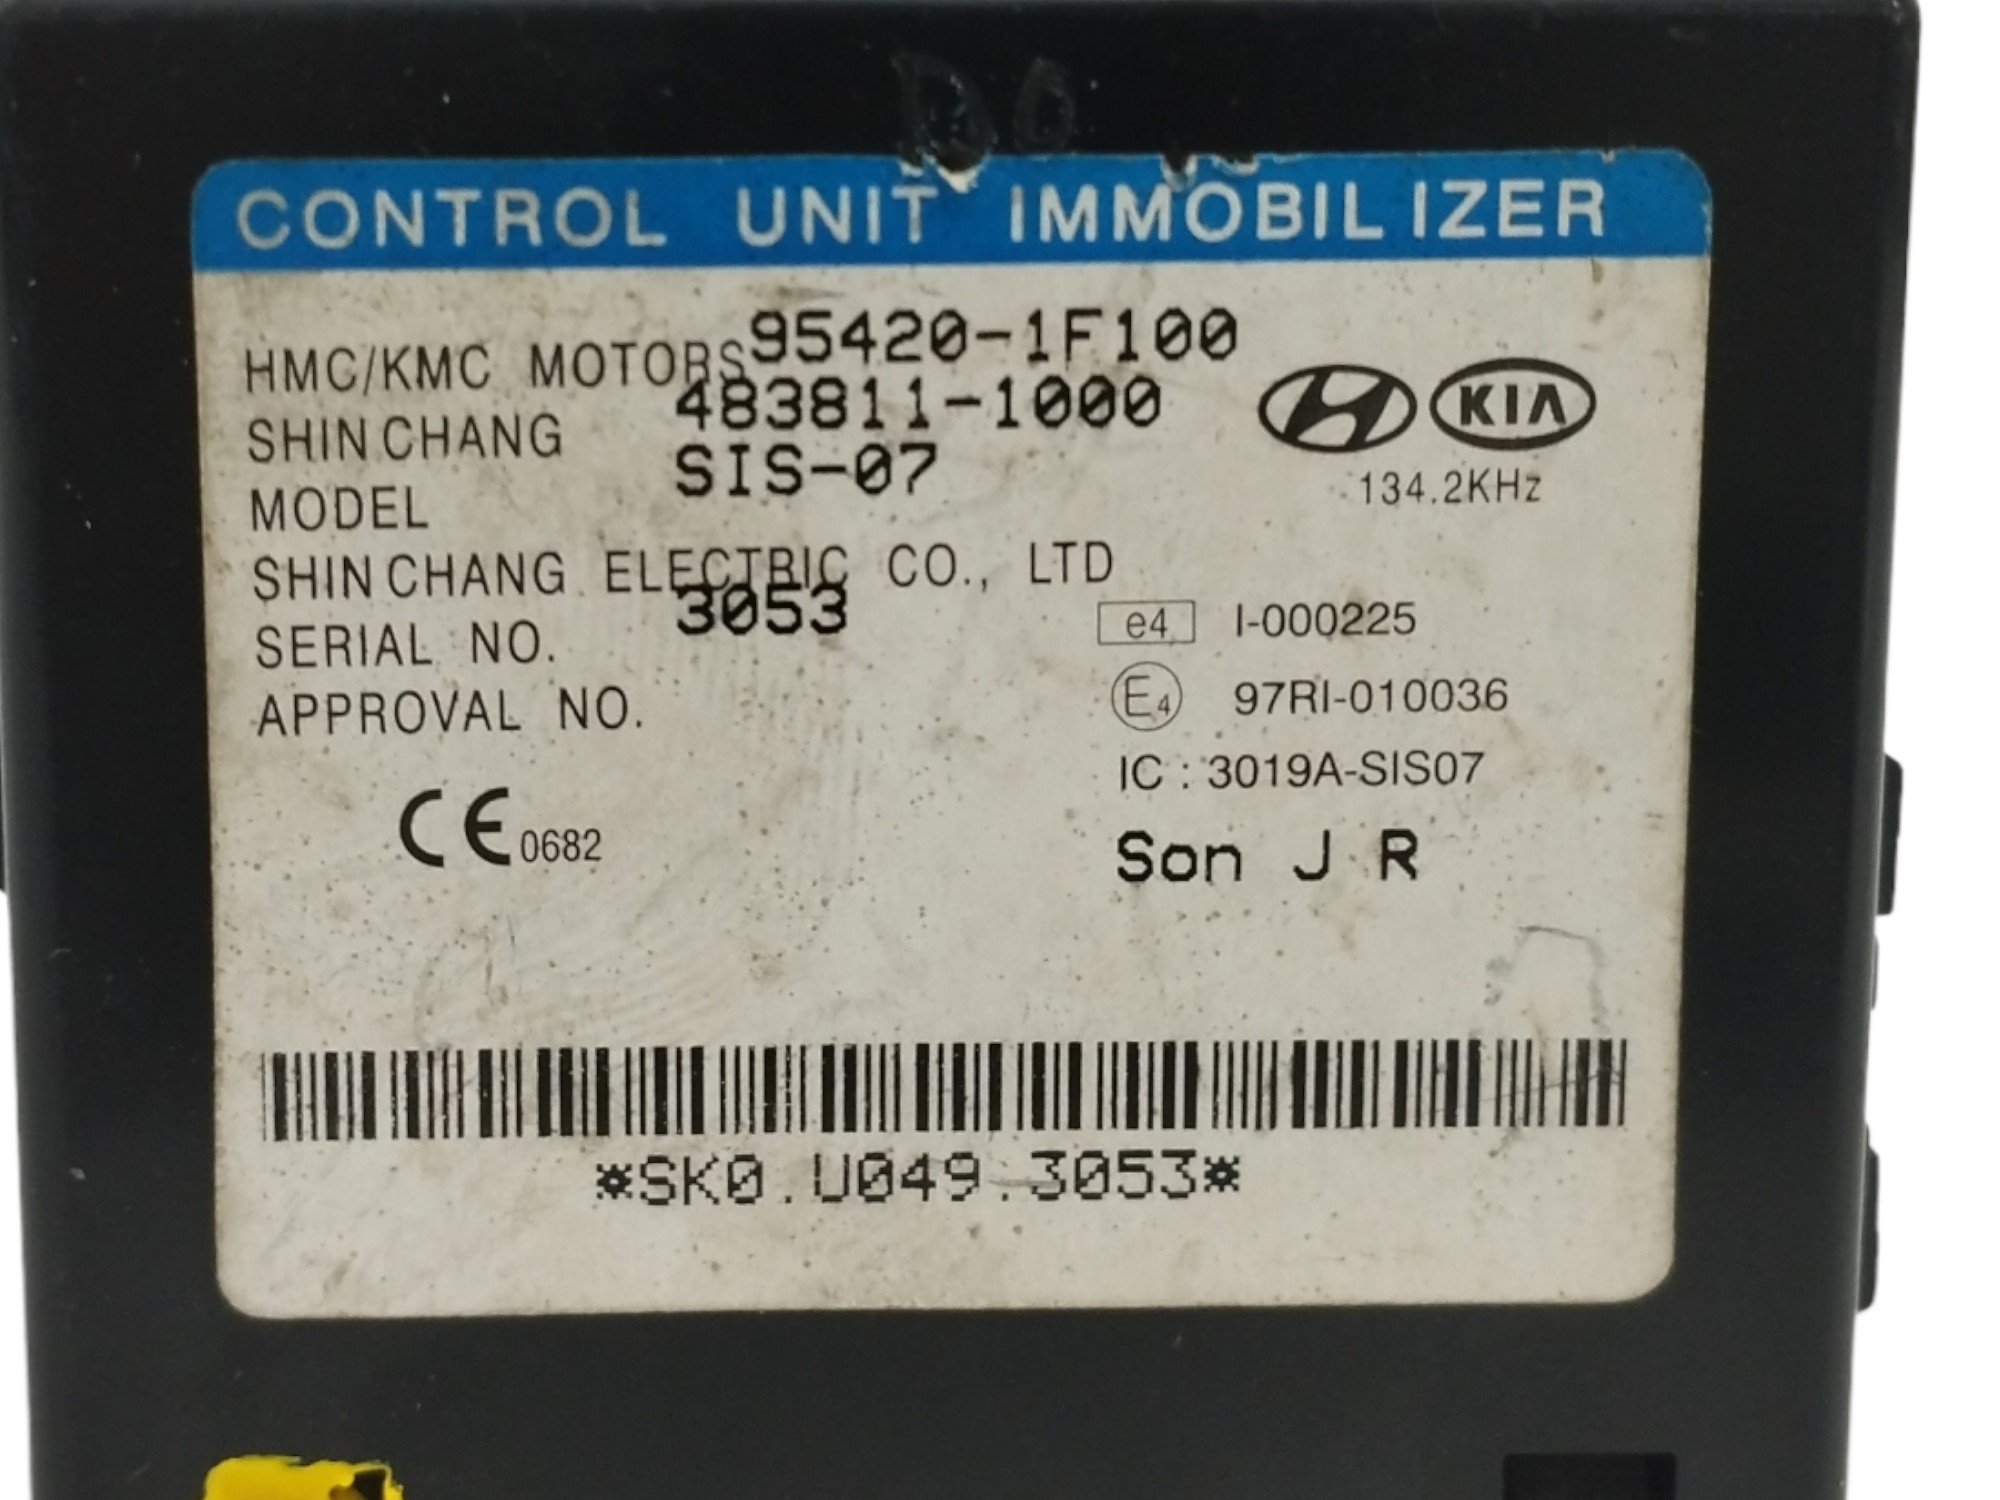 CONTROL UNIT IMMOBILIZER
HMC/KMC MOTORS 95420-1F100
SHIN CHANG 483811-1000
MODEL SIS-07
KIA
134.2KHz
SHIN CHANG ELECTRIC CO., LTD
SERIAL NO. 3053
e4 I-000225
APPROVAL NO.
E4 97RI-010036
IC : 3019A-SIS07
CE 0682
Son J R
*SK0.U049.3053*